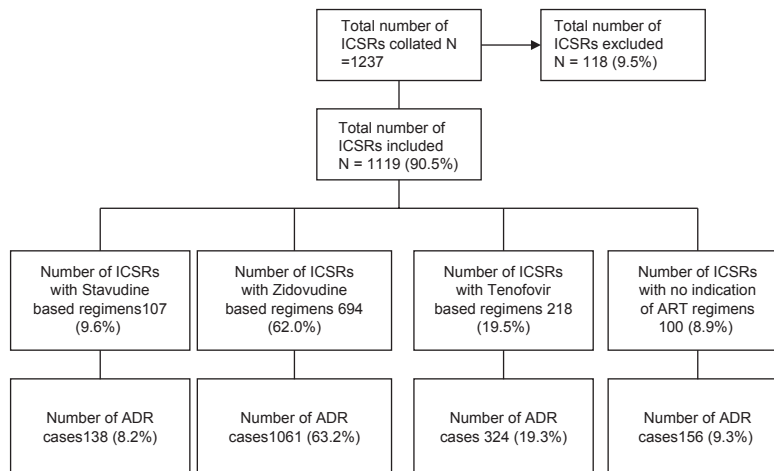 Total number of
ICSRs collated N
=1237
Total number of
ICSRs excluded
N = 118 (9.5%)
Total number of
ICSRs included
N = 1119 (90.5%)
Number of ICSRs
with Stavudine
based regimens107
(9.6%)
Number of ICSRs
with Zidovudine
based regimens 694
(62.0%)
Number of ICSRs
with Tenofovir
based regimens 218
(19.5%)
Number of ICSRs
with no indication
of ART regimens
100 (8.9%)
Number of ADR
cases138 (8.2%)
Number of ADR
cases1061 (63.2%)
Number of ADR
cases 324 (19.3%)
Number of ADR
cases156 (9.3%)